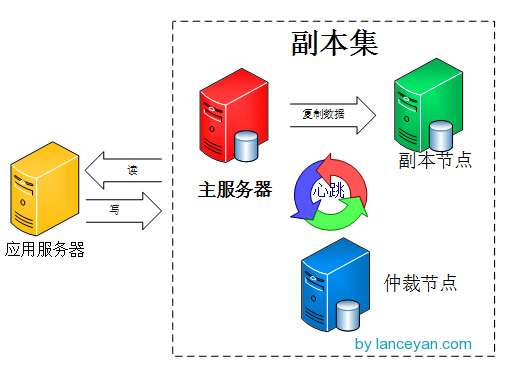 副本集
复制数据
副本节点
读
主服务器
心跳
写
应用服务器
仲裁节点
by lanceyan.com